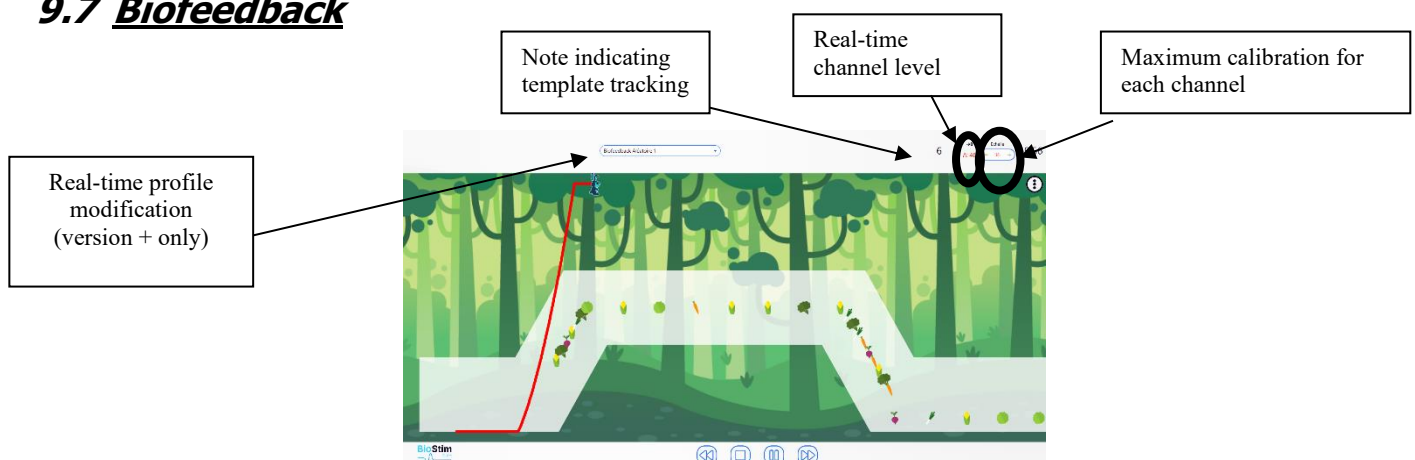 9.7 Biofeedback
Note indicating
template tracking
Real-time
channel level
Maximum calibration for
each channel
Real-time profile
modification
(version + only)
6
BioStim